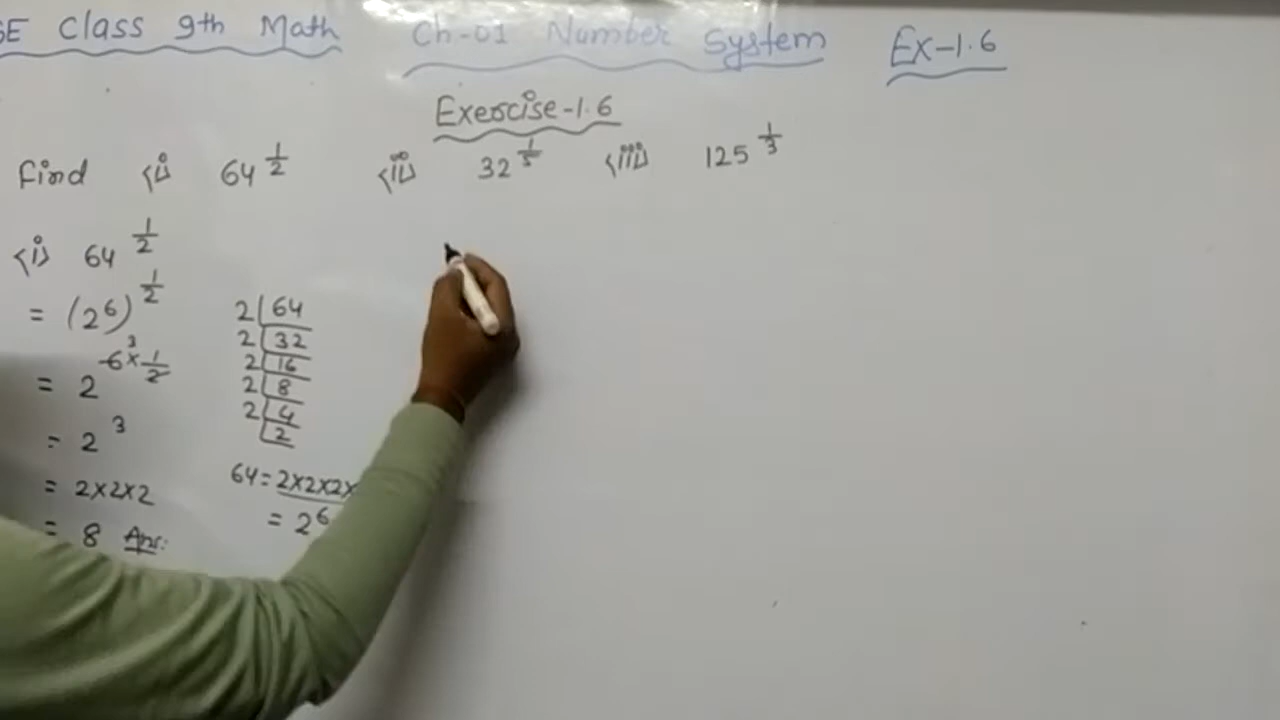 SE Class 9th Math Ch-01 Number System Ex-1.6
Exercise-1.6
Find (i) 64^1/2 (ii) 32^1/5 (iii) 125^1/3
(i) 64^1/2
= (2^6)^1/2
= 2^6×1/2 3
= 2^3
= 2×2×2
= 8 Ans:
2 | 64
2 | 32
2 | 16
2 | 8
2 | 4
2
64 = 2×2×2×
= 2^6